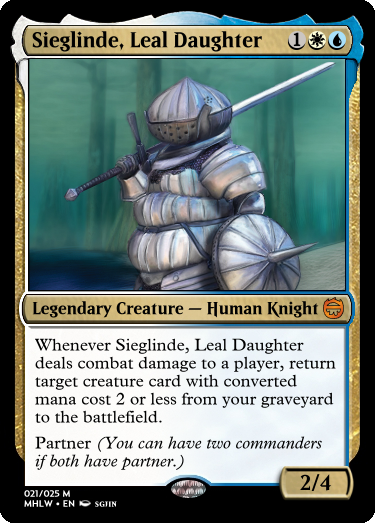 Sieglinde, Leal Daughter 1
Legendary Creature — Human Knight
Whenever Sieglinde, Leal Daughter
deals combat damage to a player, return
target creature card with converted
mana cost 2 or less from your graveyard
to the battlefield.
Partner (You can have two commanders
if both have partner.)
2/4
021/025 M
MHLW • EN SGFIN